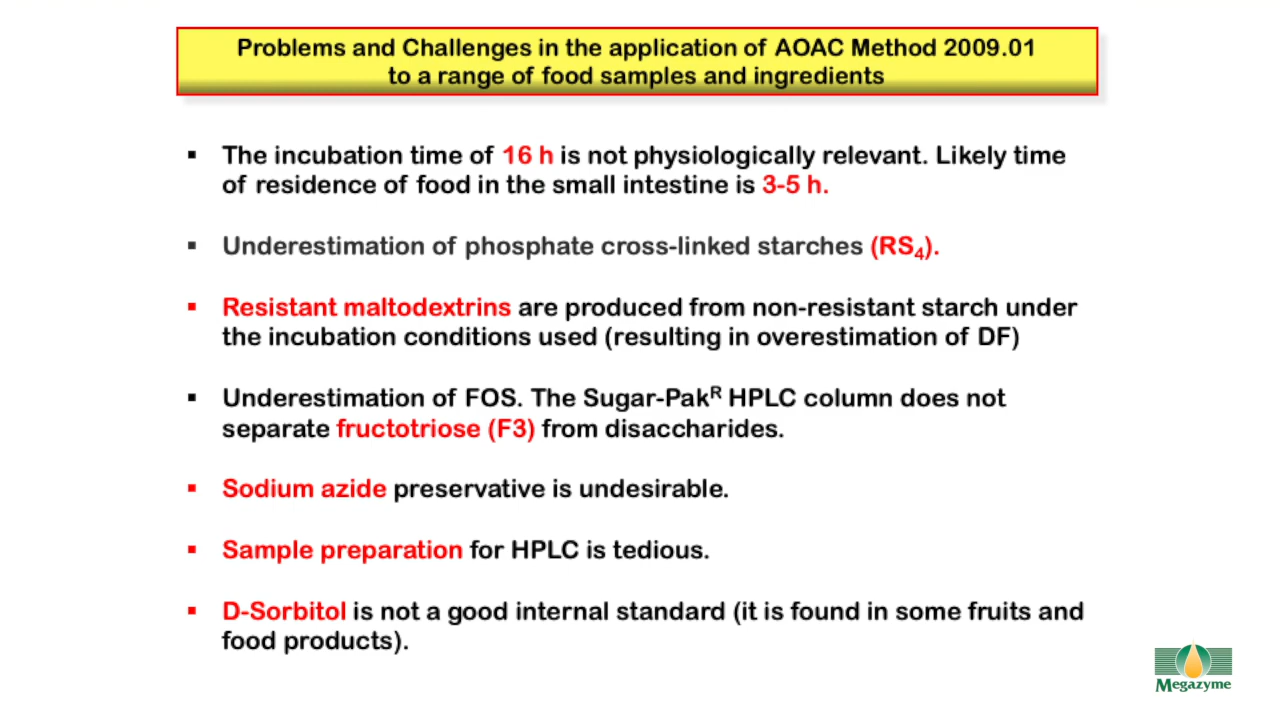 Problems and Challenges in the application of AOAC Method 2009.01
to a range of food samples and ingredients
▪ The incubation time of 16 h is not physiologically relevant. Likely time
of residence of food in the small intestine is 3-5 h.
▪ Underestimation of phosphate cross-linked starches (RS₄).
▪ Resistant maltodextrins are produced from non-resistant starch under
the incubation conditions used (resulting in overestimation of DF)
▪ Underestimation of FOS. The Sugar-Pakᴿ HPLC column does not
separate fructotriose (F3) from disaccharides.
▪ Sodium azide preservative is undesirable.
▪ Sample preparation for HPLC is tedious.
▪ D-Sorbitol is not a good internal standard (it is found in some fruits and
food products).
Megazyme